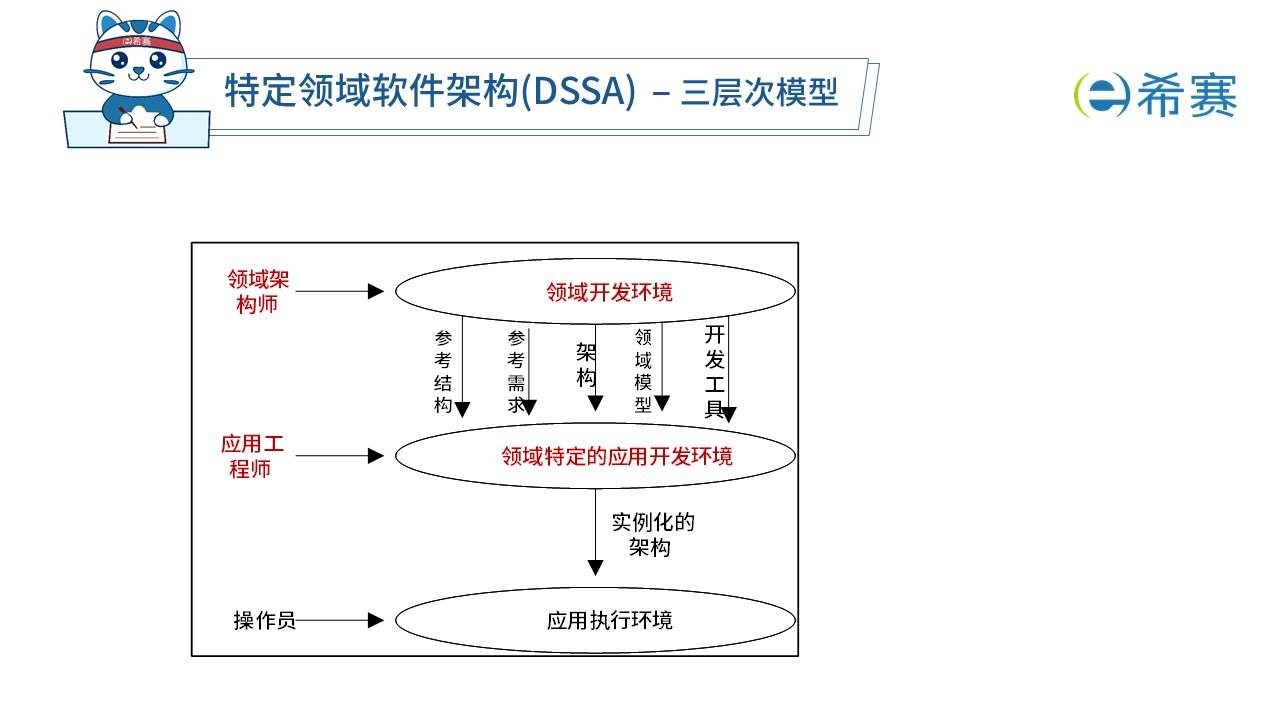 (e)希赛
特定领域软件架构(DSSA) – 三层次模型
e希赛
领域架
构师
领域开发环境
参考结构
参考需求
架构
领域模型
开发工具
应用工
程师
领域特定的应用开发环境
实例化的
架构
操作员
应用执行环境